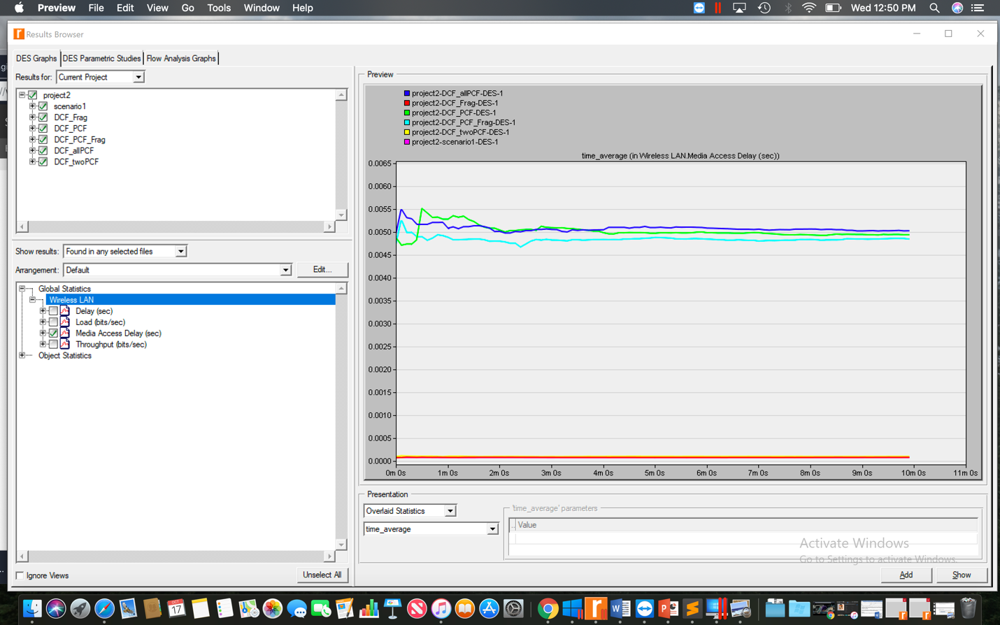 Preview File Edit View Go Tools Window Help Wed 12:50 PM
Results Browser
DES Graphs DES Parametric Studies Flow Analysis Graphs
Results for: Current Project
project2
scenario1
DCF_Frag
DCF_PCF
DCF_PCF_Frag
DCF_allPCF
DCF_twoPCF
Show results: Found in any selected files
Arrangement: Default Edit...
Global Statistics
Wireless LAN
Delay (sec)
Load (bits/sec)
Media Access Delay (sec)
Throughput (bits/sec)
Object Statistics
Ignore Views Unselect All
Preview
project2-DCF_allPCF-DES-1
project2-DCF_Frag-DES-1
project2-DCF_PCF-DES-1
project2-DCF_PCF_Frag-DES-1
project2-DCF_twoPCF-DES-1
project2-scenario1-DES-1
time_average (in Wireless LAN.Media Access Delay (sec))
0.0065
0.0060
0.0055
0.0050
0.0045
0.0040
0.0035
0.0030
0.0025
0.0020
0.0015
0.0010
0.0005
0.0000
0m 0s 1m 0s 2m 0s 3m 0s 4m 0s 5m 0s 6m 0s 7m 0s 8m 0s 9m 0s 10m 0s 11m 0s
Presentation
Overlaid Statistics
time_average
'time_average' parameters
... Value
Activate Windows
Go to Settings to activate Windows.
Add Show
OCT
17